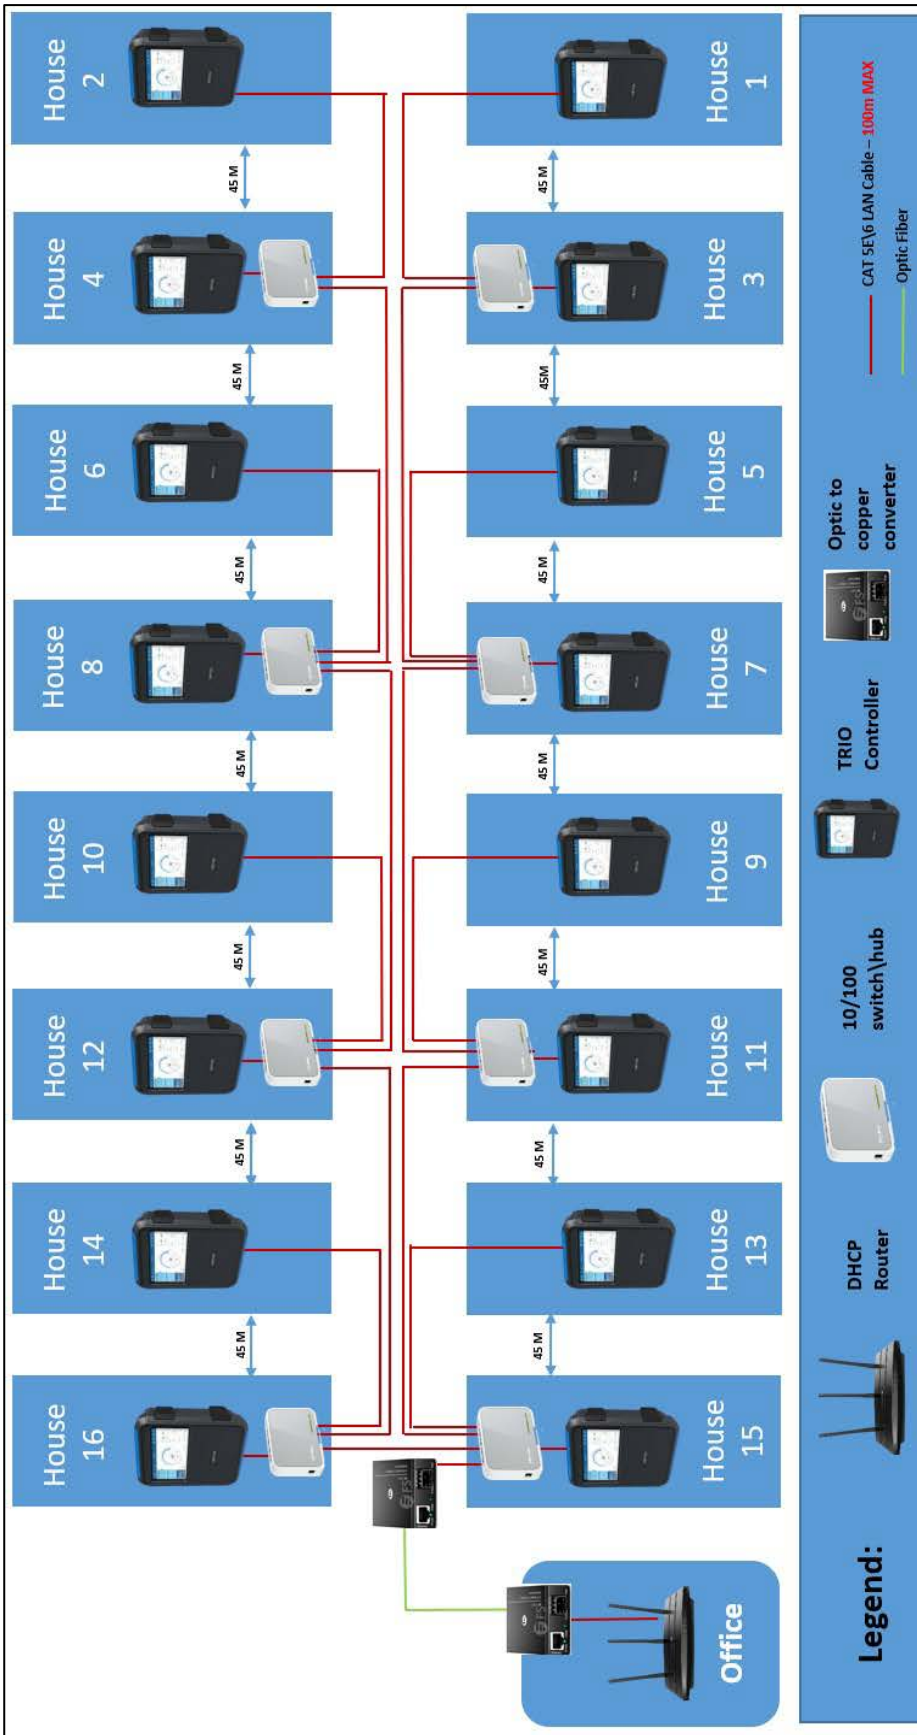 House
16
House
14
House
12
House
10
House
8
House
6
House
4
House
2
45 M
45 M
45 M
45 M
45 M
45 M
45 M
45 M
45 M
45 M
45 M
45 M
45M
45 M
Office
House
15
House
13
House
11
House
9
House
7
House
5
House
3
House
1
Legend:
DHCP
Router
10/100
switch\hub
TRIO
Controller
Optic to
copper
converter
CAT 5E\6 LAN Cable – 100m MAX
Optic Fiber